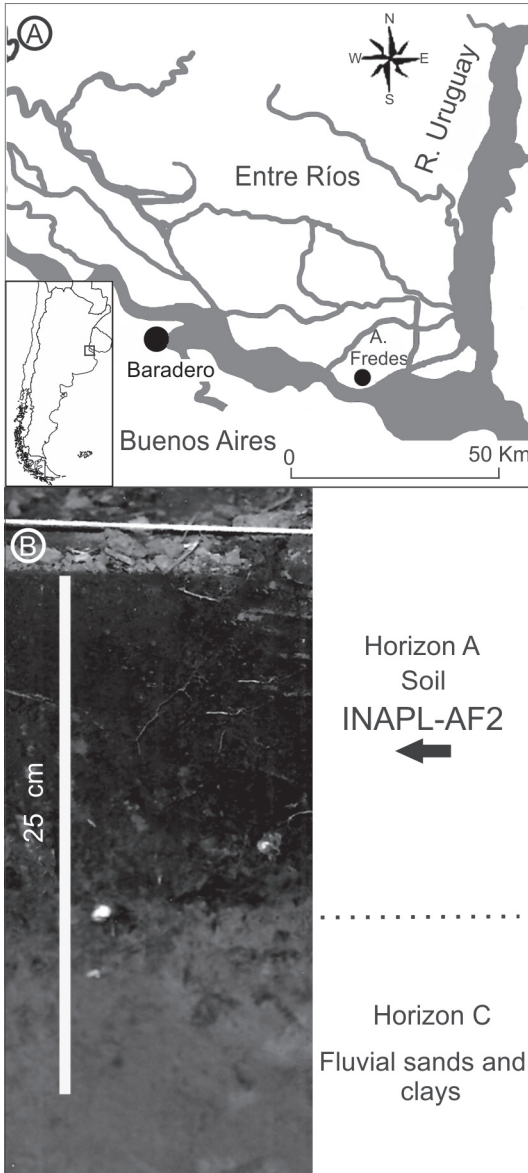 A
N
W
E
S
R. Uruguay
Entre Ríos
A.
Fredes
Baradero
Buenos Aires
0
50 Km
B
25 cm
Horizon A
Soil
INAPL-AF2
Horizon C
Fluvial sands and
clays